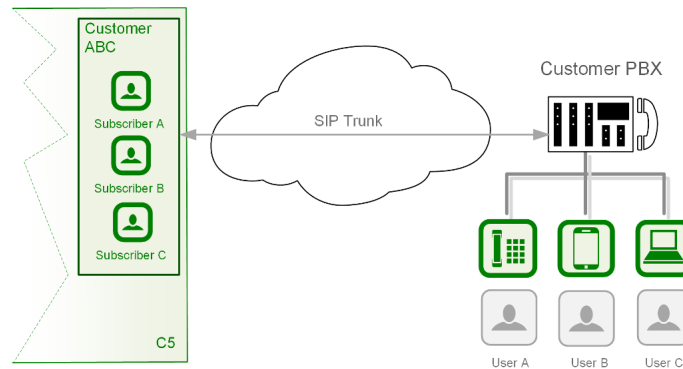 Customer
ABC
Subscriber A
Subscriber B
Subscriber C
C5
SIP Trunk
Customer PBX
User A
User B
User C